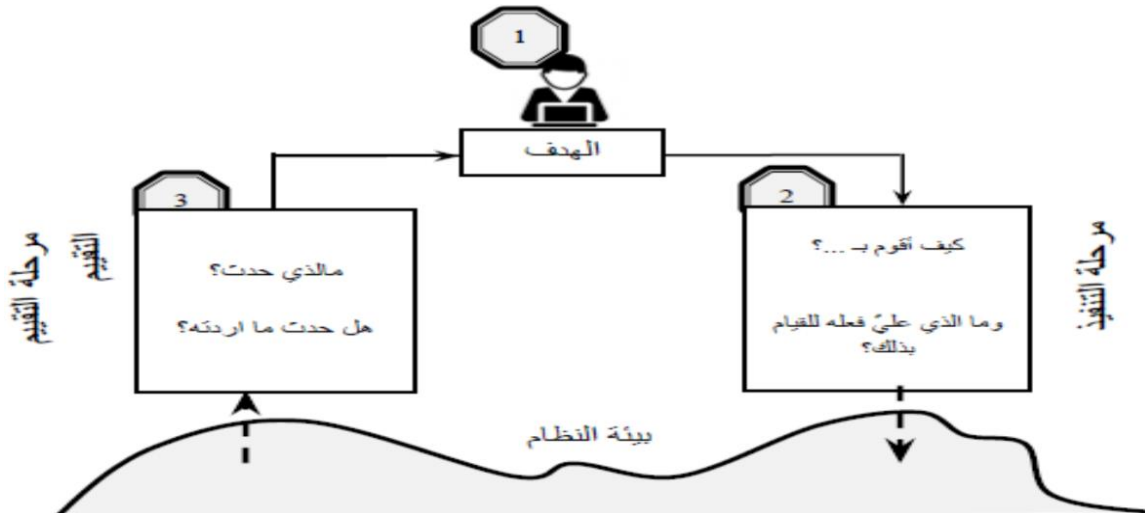 1
الهدف
2
كيف أقوم بـ ...؟
وما الذي عليّ فعله للقيام
بذلك؟
مرحلة التنفيذ
3
مالذي حدث؟
هل حدث ما اردته؟
التقييم
مرحلة التقييم
بيئة النظام